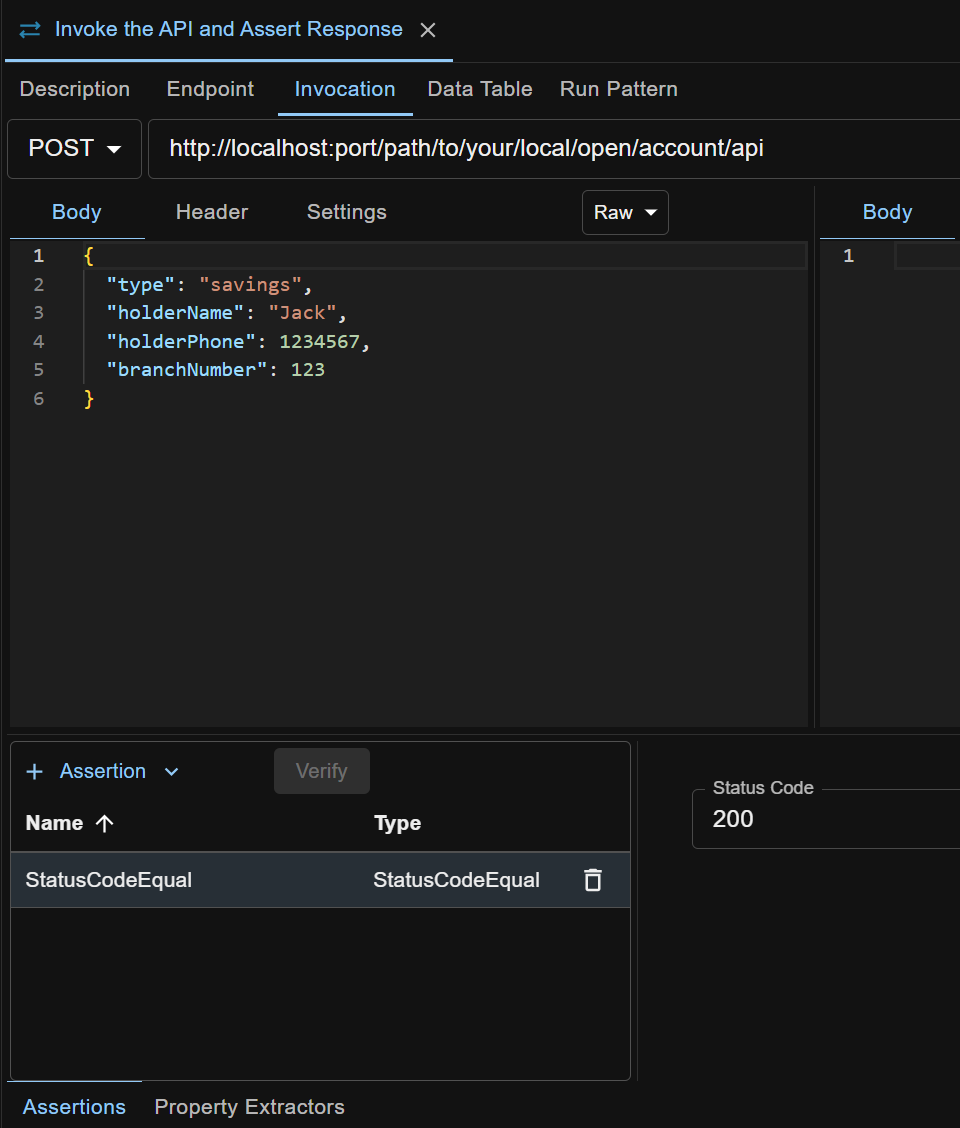 Invoke the API and Assert Response
Description Endpoint Invocation Data Table Run Pattern
POST http://localhost:port/path/to/your/local/open/account/api
Body Header Settings Raw Body
1 { 1
2 "type": "savings",
3 "holderName": "Jack",
4 "holderPhone": 1234567,
5 "branchNumber": 123
6 }
+ Assertion Verify
Status Code
200
Name Type
StatusCodeEqual StatusCodeEqual
Assertions Property Extractors